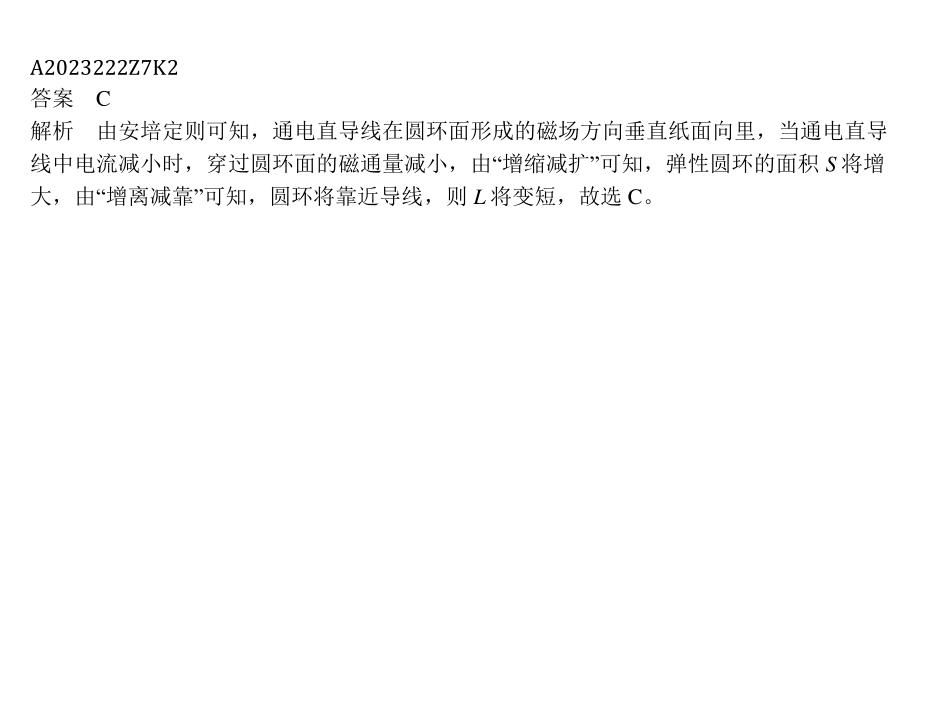 A2023222Z7K2
答案　C
解析　由安培定则可知，通电直导线在圆环面形成的磁场方向垂直纸面向里，当通电直导
线中电流减小时，穿过圆环面的磁通量减小，由“增缩减扩”可知，弹性圆环的面积 S 将增
大，由“增离减靠”可知，圆环将靠近导线，则 L 将变短，故选 C。